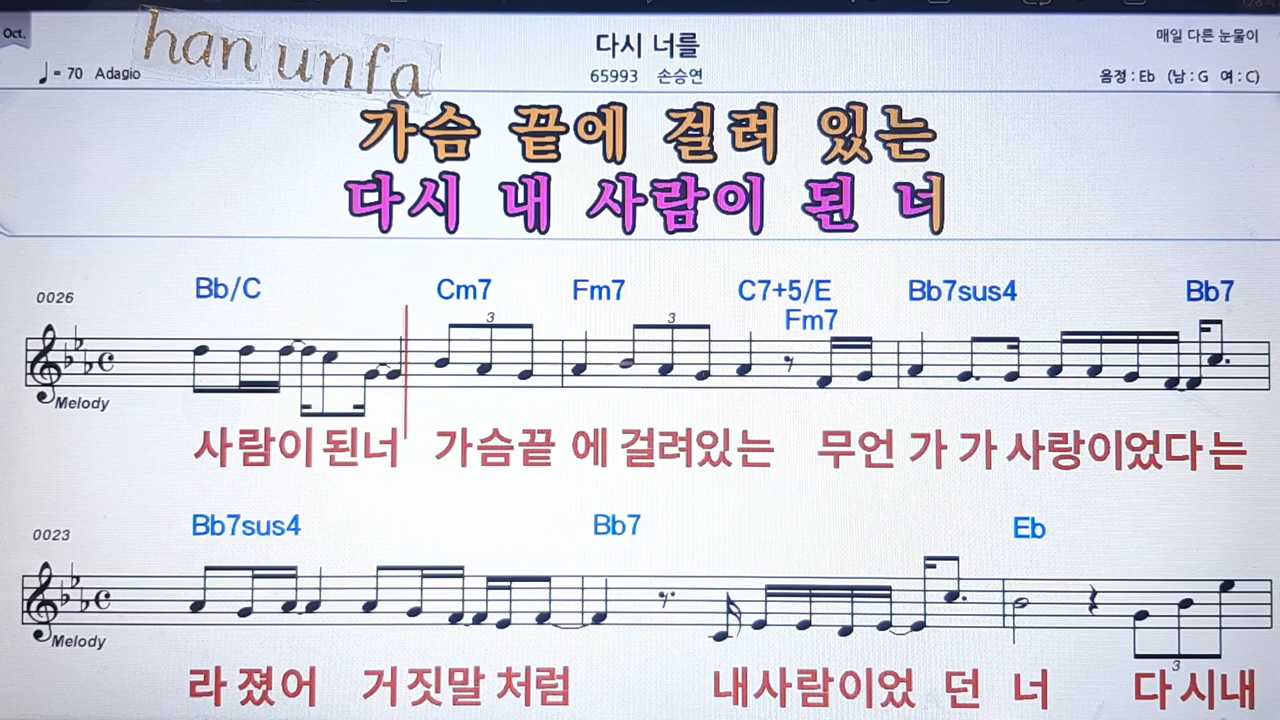 Oct.
han unfa
다시 너를
매일 다른 눈물이
♩= 70 Adagio
65993 손승연
음정 : Eb (남 : G 여 : C)
가슴 끝에 걸려 있는
다시 내 사람이 된 너
0026
Bb/C Cm7 Fm7 C7+5/E Fm7 Bb7sus4 Bb7
3 3
Melody
사람이 된너 가슴끝 에 걸려있는 무언 가 가 사랑이었다는
0023
Bb7sus4 Bb7 Eb
Melody
3
라 졌어 거짓말 처럼 내사람이었 던 너 다시내